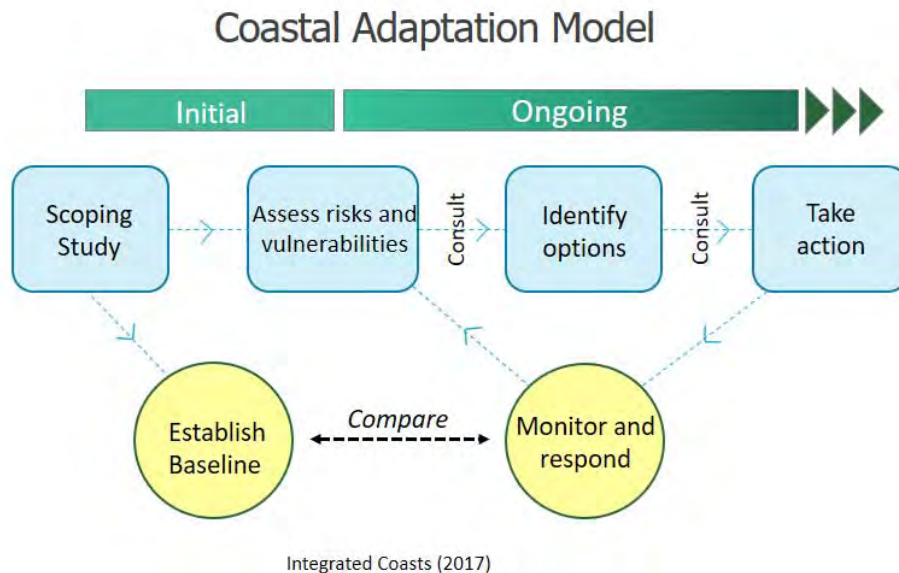 Coastal Adaptation Model
Initial
Ongoing
Scoping
Study
Assess risks and
vulnerabilities
Consult
Identify
options
Consult
Take
action
Establish
Baseline
Compare
Monitor and
respond
Integrated Coasts (2017)